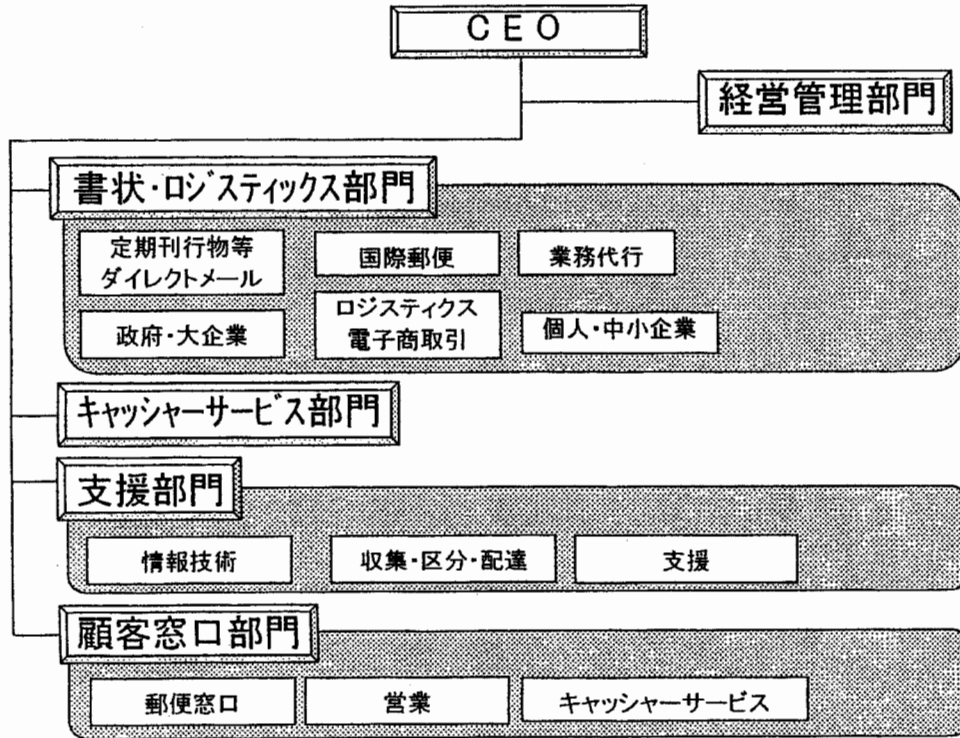 CEO
経営管理部門
書状・ロジスティックス部門
定期刊行物等
ダイレクトメール
国際郵便
業務代行
政府・大企業
ロジスティクス
電子商取引
個人・中小企業
キャッシャーサービス部門
支援部門
情報技術
収集・区分・配達
支援
顧客窓口部門
郵便窓口
営業
キャッシャーサービス